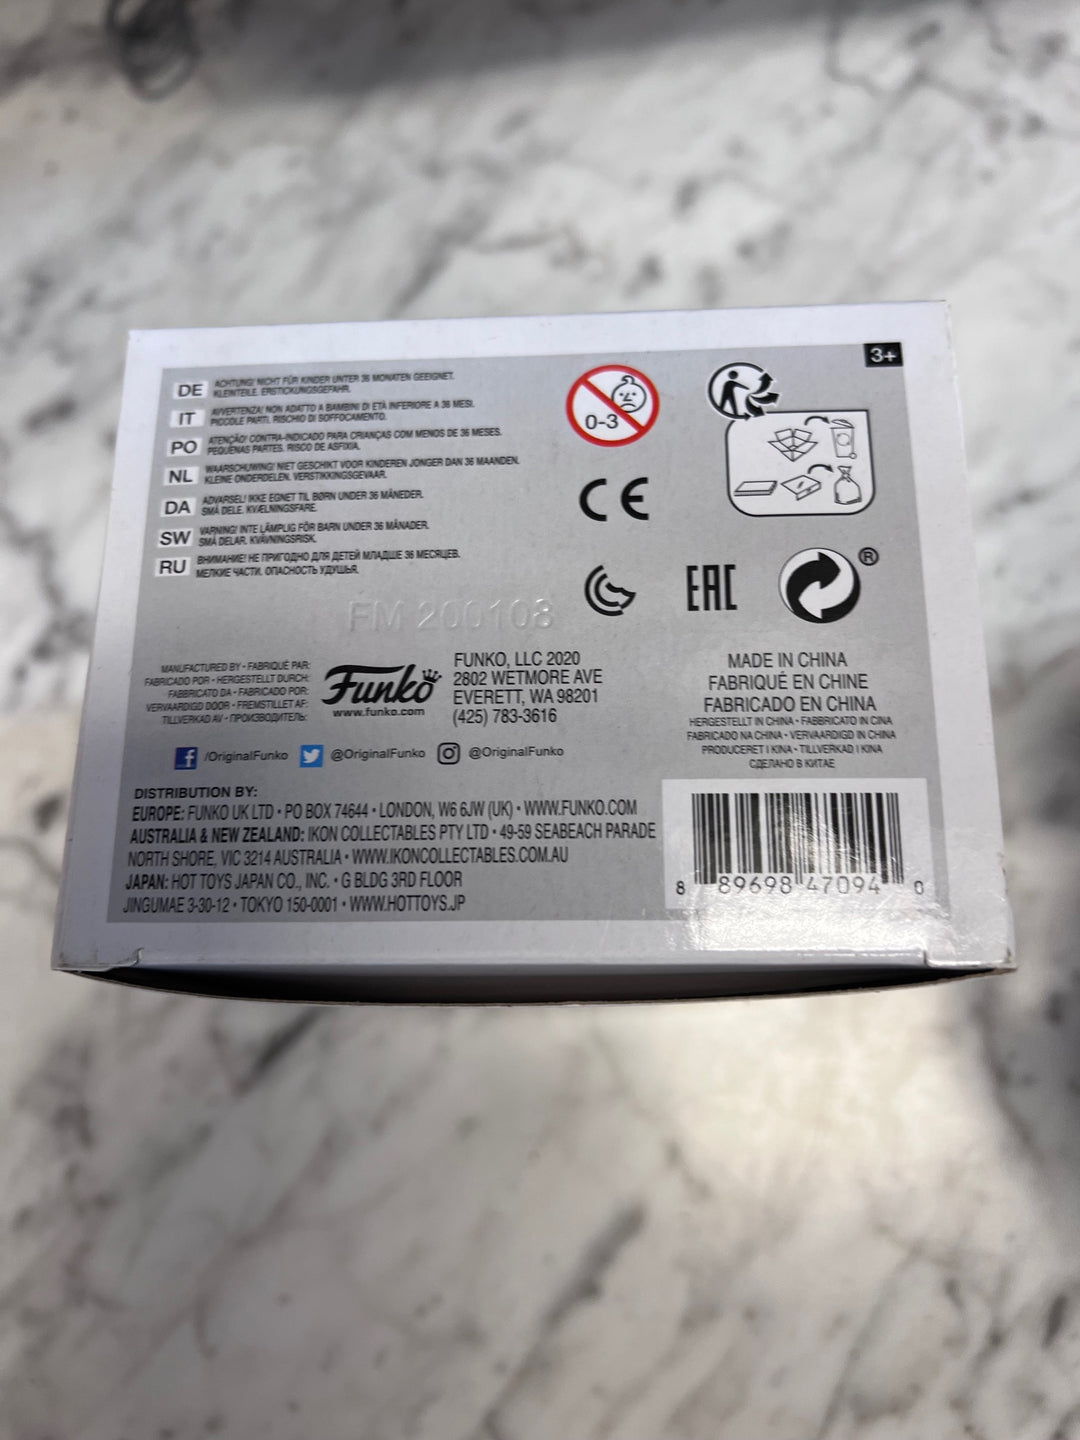 3+
DE ACHTUNG! NICHT FÜR KINDER UNTER 36 MONATEN GEEIGNET.
KLEINTEILE. ERSTICKUNGSGEFAHR.
IT AVVERTENZA! NON ADATTO A BAMBINI DI ETÀ INFERIORE A 36 MESI.
PICCOLE PARTI. RISCHIO DI SOFFOCAMENTO.
PO ATENÇÃO! CONTRA-INDICADO PARA CRIANÇAS COM MENOS DE 36 MESES.
PEQUENAS PARTES. RISCO DE ASFIXIA.
NL WAARSCHUWING! NIET GESCHIKT VOOR KINDEREN JONGER DAN 36 MAANDEN.
KLEINE ONDERDELEN. VERSTIKKINGSGEVAAR.
DA ADVARSEL! IKKE EGNET TIL BØRN UNDER 36 MÅNEDER.
SMÅ DELE. KVÆLNINGSFARE.
SW VARNING! INTE LÄMPLIG FÖR BARN UNDER 36 MÅNADER.
SMÅ DELAR. KVÄVNINGSRISK.
RU ВНИМАНИЕ! НЕ ПРИГОДНО ДЛЯ ДЕТЕЙ МЛАДШЕ 36 МЕСЯЦЕВ.
МЕЛКИЕ ЧАСТИ. ОПАСНОСТЬ УДУШЬЯ.
0-3
CE
EAC
®
FM 200108
MANUFACTURED BY • FABRIQUÉ PAR:
FABRICADO POR • HERGESTELLT DURCH:
FABBRICATO DA • FABRICADO POR:
VERVAARDIGD DOOR • FREMSTILLET AF:
TILLVERKAD AV • ПРОИЗВОДИТЕЛЬ:
Funko
www.funko.com
FUNKO, LLC 2020
2802 WETMORE AVE
EVERETT, WA 98201
(425) 783-3616
MADE IN CHINA
FABRIQUÉ EN CHINE
FABRICADO EN CHINA
HERGESTELLT IN CHINA • FABBRICATO IN CINA
FABRICADO NA CHINA • VERVAARDIGD IN CHINA
PRODUCERET I KINA • TILLVERKAD I KINA
СДЕЛАНО В КИТАЕ
f /OriginalFunko @OriginalFunko @OriginalFunko
DISTRIBUTION BY:
EUROPE: FUNKO UK LTD • PO BOX 74644 • LONDON, W6 6JW (UK) • WWW.FUNKO.COM
AUSTRALIA & NEW ZEALAND: IKON COLLECTABLES PTY LTD • 49-59 SEABEACH PARADE
NORTH SHORE, VIC 3214 AUSTRALIA • WWW.IKONCOLLECTABLES.COM.AU
JAPAN: HOT TOYS JAPAN CO., INC. • G BLDG 3RD FLOOR
JINGUMAE 3-30-12 • TOKYO 150-0001 • WWW.HOTTOYS.JP
8 89698 47094 0